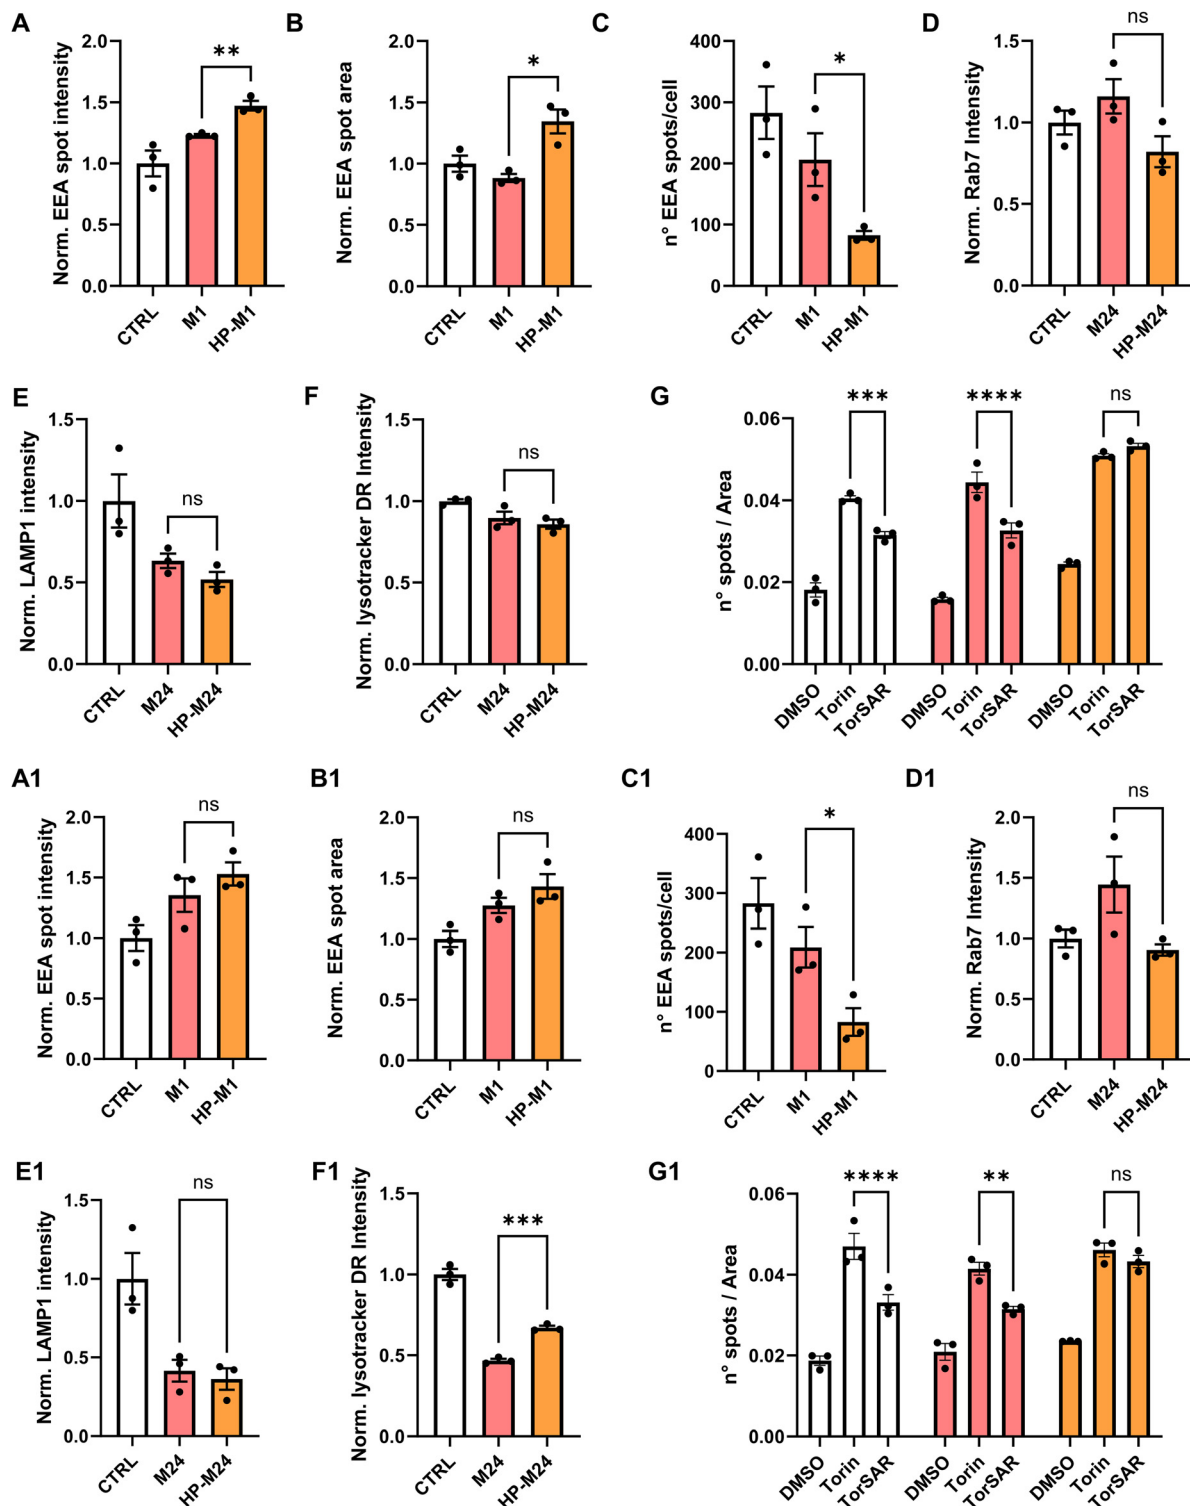 A
Norm. EEA spot intensity
2.0
1.5
1.0
0.5
0.0
**
CTRL
M1
HP-M1
B
Norm. EEA spot area
2.0
1.5
1.0
0.5
0.0
*
CTRL
M1
HP-M1
C
n° EEA spots/cell
400
300
200
100
0
*
CTRL
M1
HP-M1
D
Norm. Rab7 Intensity
1.5
1.0
0.5
0.0
ns
CTRL
M24
HP-M24
E
Norm. LAMP1 intensity
1.5
1.0
0.5
0.0
ns
CTRL
M24
HP-M24
F
Norm. lysotracker DR Intensity
1.5
1.0
0.5
0.0
ns
CTRL
M24
HP-M24
G
n° spots / Area
0.06
0.04
0.02
0.00
***
****
ns
DMSO
Torin
TorSAR
DMSO
Torin
TorSAR
DMSO
Torin
TorSAR
A1
Norm. EEA spot intensity
2.0
1.5
1.0
0.5
0.0
ns
CTRL
M1
HP-M1
B1
Norm. EEA spot area
2.0
1.5
1.0
0.5
0.0
ns
CTRL
M1
HP-M1
C1
n° EEA spots/cell
400
300
200
100
0
*
CTRL
M1
HP-M1
D1
Norm. Rab7 Intensity
2.0
1.5
1.0
0.5
0.0
ns
CTRL
M24
HP-M24
E1
Norm. LAMP1 intensity
1.5
1.0
0.5
0.0
ns
CTRL
M24
HP-M24
F1
Norm. lysotracker DR Intensity
1.5
1.0
0.5
0.0
***
CTRL
M24
HP-M24
G1
n° spots / Area
0.06
0.04
0.02
0.00
****
**
ns
DMSO
Torin
TorSAR
DMSO
Torin
TorSAR
DMSO
Torin
TorSAR